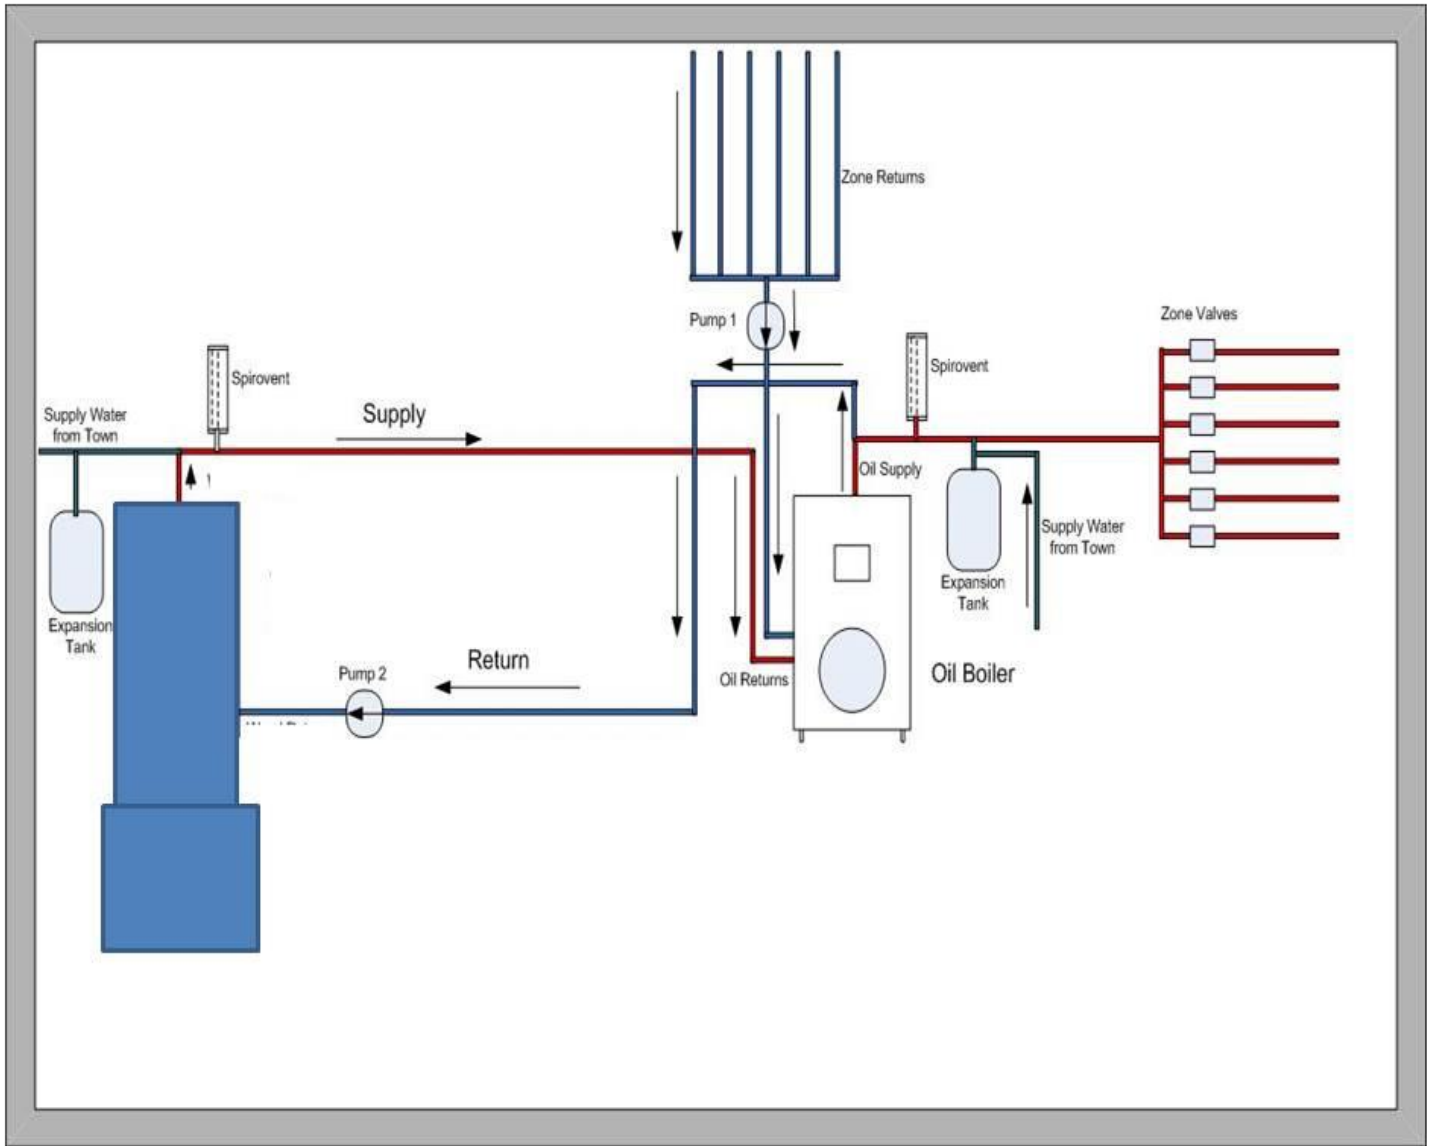 Zone Returns
Pump 1
Zone Valves
Spirovent
Spirovent
Supply Water
from Town
Supply
Oil Supply
Supply Water
from Town
Expansion
Tank
Expansion
Tank
Return
Pump 2
Oil Returns
Oil Boiler